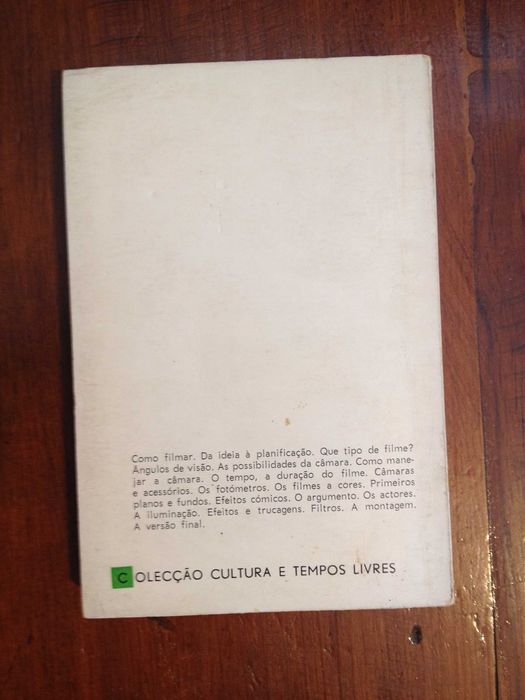 Como filmar. Da ideia à planificação. Que tipo de filme?
Ângulos de visão. As possibilidades da câmara. Como mane-
jar a câmara. O tempo, a duração do filme. Câmaras
e acessórios. Os fotómetros. Os filmes a cores. Primeiros
planos e fundos. Efeitos cómicos. O argumento. Os actores.
A iluminação. Efeitos e trucagens. Filtros. A montagem.
A versão final.
COLECÇÃO CULTURA E TEMPOS LIVRES